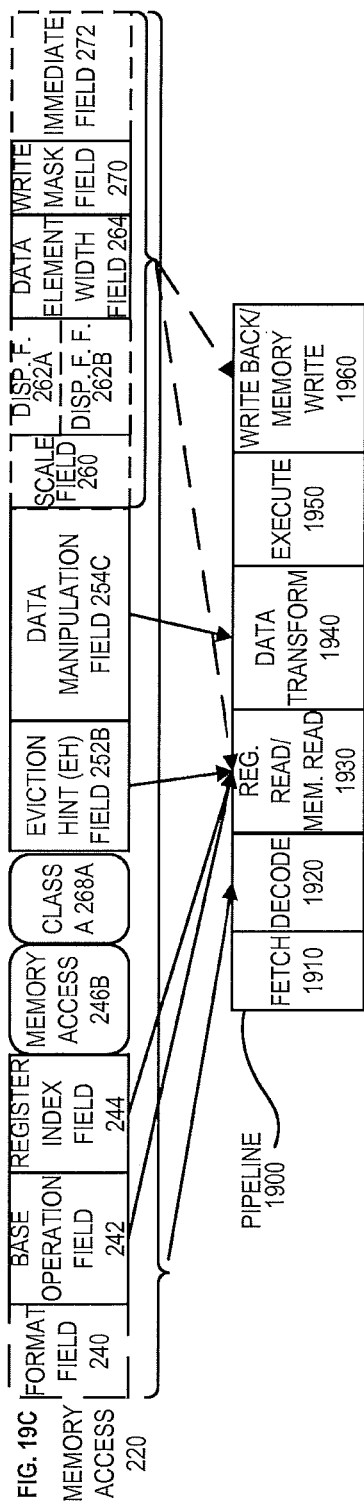 FIG. 19C
MEMORY
ACCESS
220
FORMAT
FIELD
240
BASE
OPERATION
FIELD
242
REGISTER
INDEX
FIELD
244
MEMORY
ACCESS
246B
CLASS
A 268A
EVICTION
HINT (EH)
FIELD 252B
DATA
MANIPULATION
FIELD 254C
SCALE
FIELD
260
DISP. F.
262A
DISP. F. F.
262B
DATA
ELEMENT
WIDTH
FIELD 264
WRITE
MASK
FIELD
270
IMMEDIATE
FIELD 272
PIPELINE
1900
FETCH
1910
DECODE
1920
REG.
READ/
MEM. READ
1930
DATA
TRANSFORM
1940
EXECUTE
1950
WRITE BACK/
MEMORY
WRITE
1960